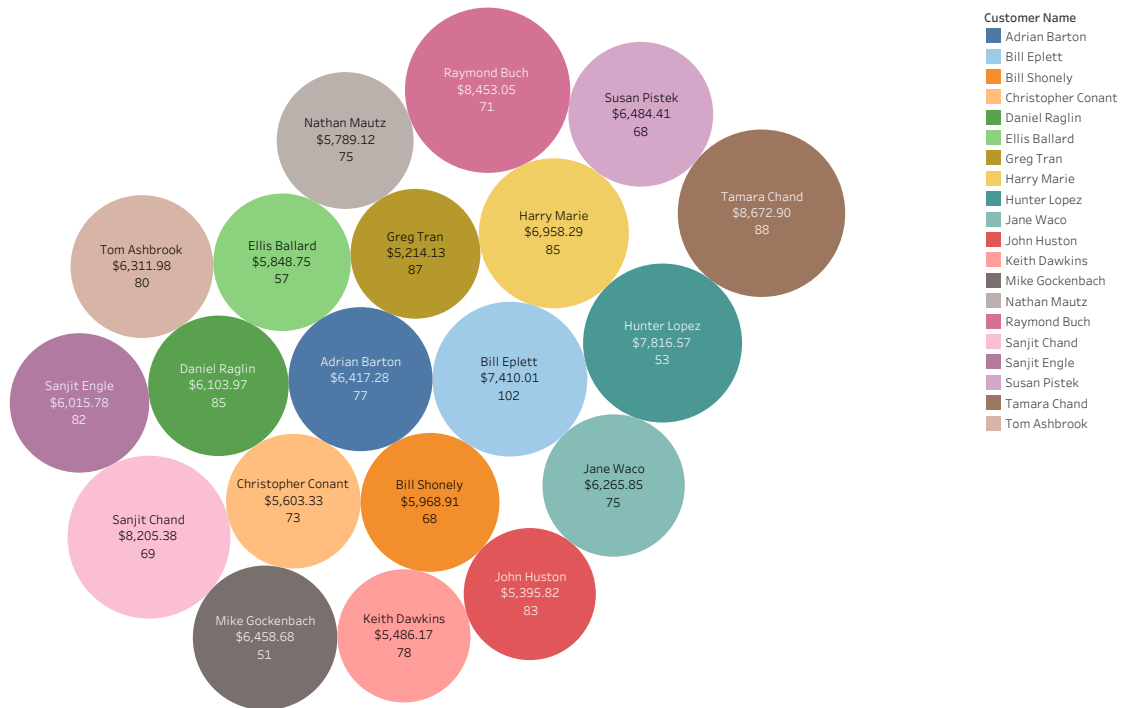 Raymond Buch
$8,453.05
71
Susan Pistek
$6,484.41
68
Nathan Mautz
$5,789.12
75
Tamara Chand
$8,672.90
88
Harry Marie
$6,958.29
85
Greg Tran
$5,214.13
87
Ellis Ballard
$5,848.75
57
Tom Ashbrook
$6,311.98
80
Hunter Lopez
$7,816.57
53
Bill Eplett
$7,410.01
102
Adrian Barton
$6,417.28
77
Daniel Raglin
$6,103.97
85
Sanjit Engle
$6,015.78
82
Jane Waco
$6,265.85
75
Bill Shonely
$5,968.91
68
Christopher Conant
$5,603.33
73
Sanjit Chand
$8,205.38
69
John Huston
$5,395.82
83
Keith Dawkins
$5,486.17
78
Mike Gockenbach
$6,458.68
51
Customer Name
Adrian Barton
Bill Eplett
Bill Shonely
Christopher Conant
Daniel Raglin
Ellis Ballard
Greg Tran
Harry Marie
Hunter Lopez
Jane Waco
John Huston
Keith Dawkins
Mike Gockenbach
Nathan Mautz
Raymond Buch
Sanjit Chand
Sanjit Engle
Susan Pistek
Tamara Chand
Tom Ashbrook